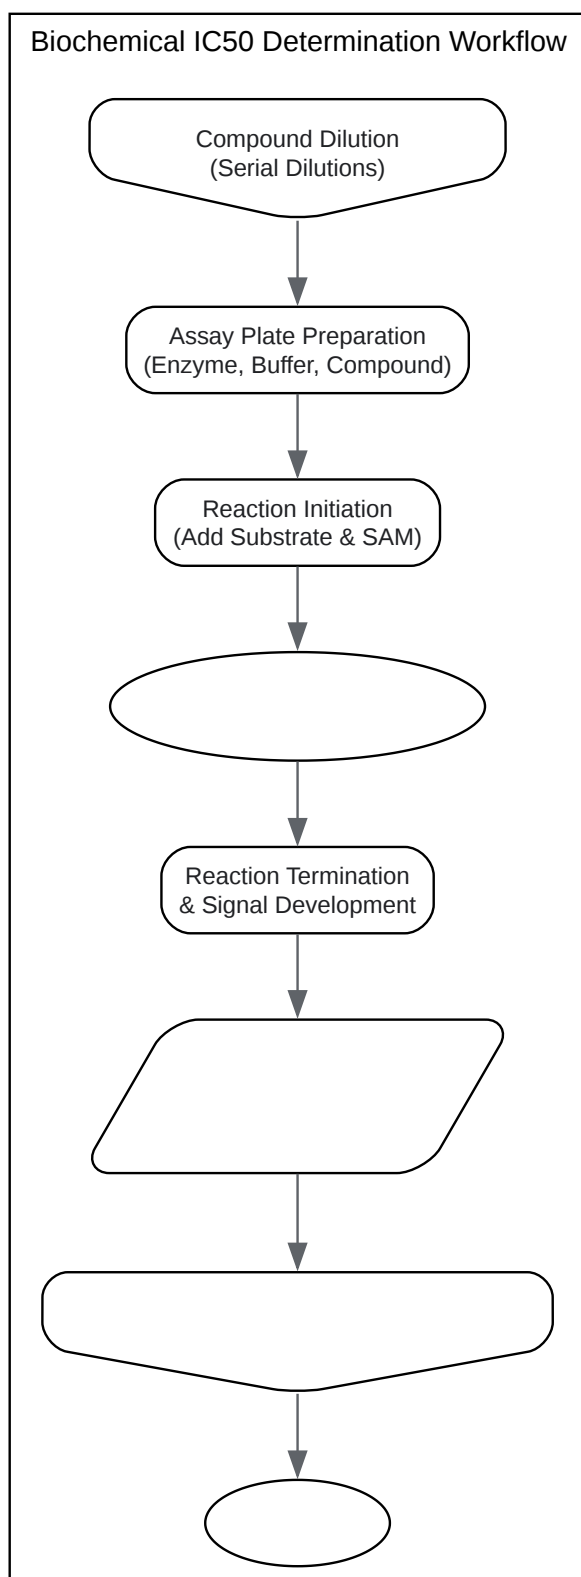 Biochemical IC50 Determination Workflow
Compound Dilution
(Serial Dilutions)
Assay Plate Preparation
(Enzyme, Buffer, Compound)
Reaction Initiation
(Add Substrate & SAM)
Reaction Termination
& Signal Development